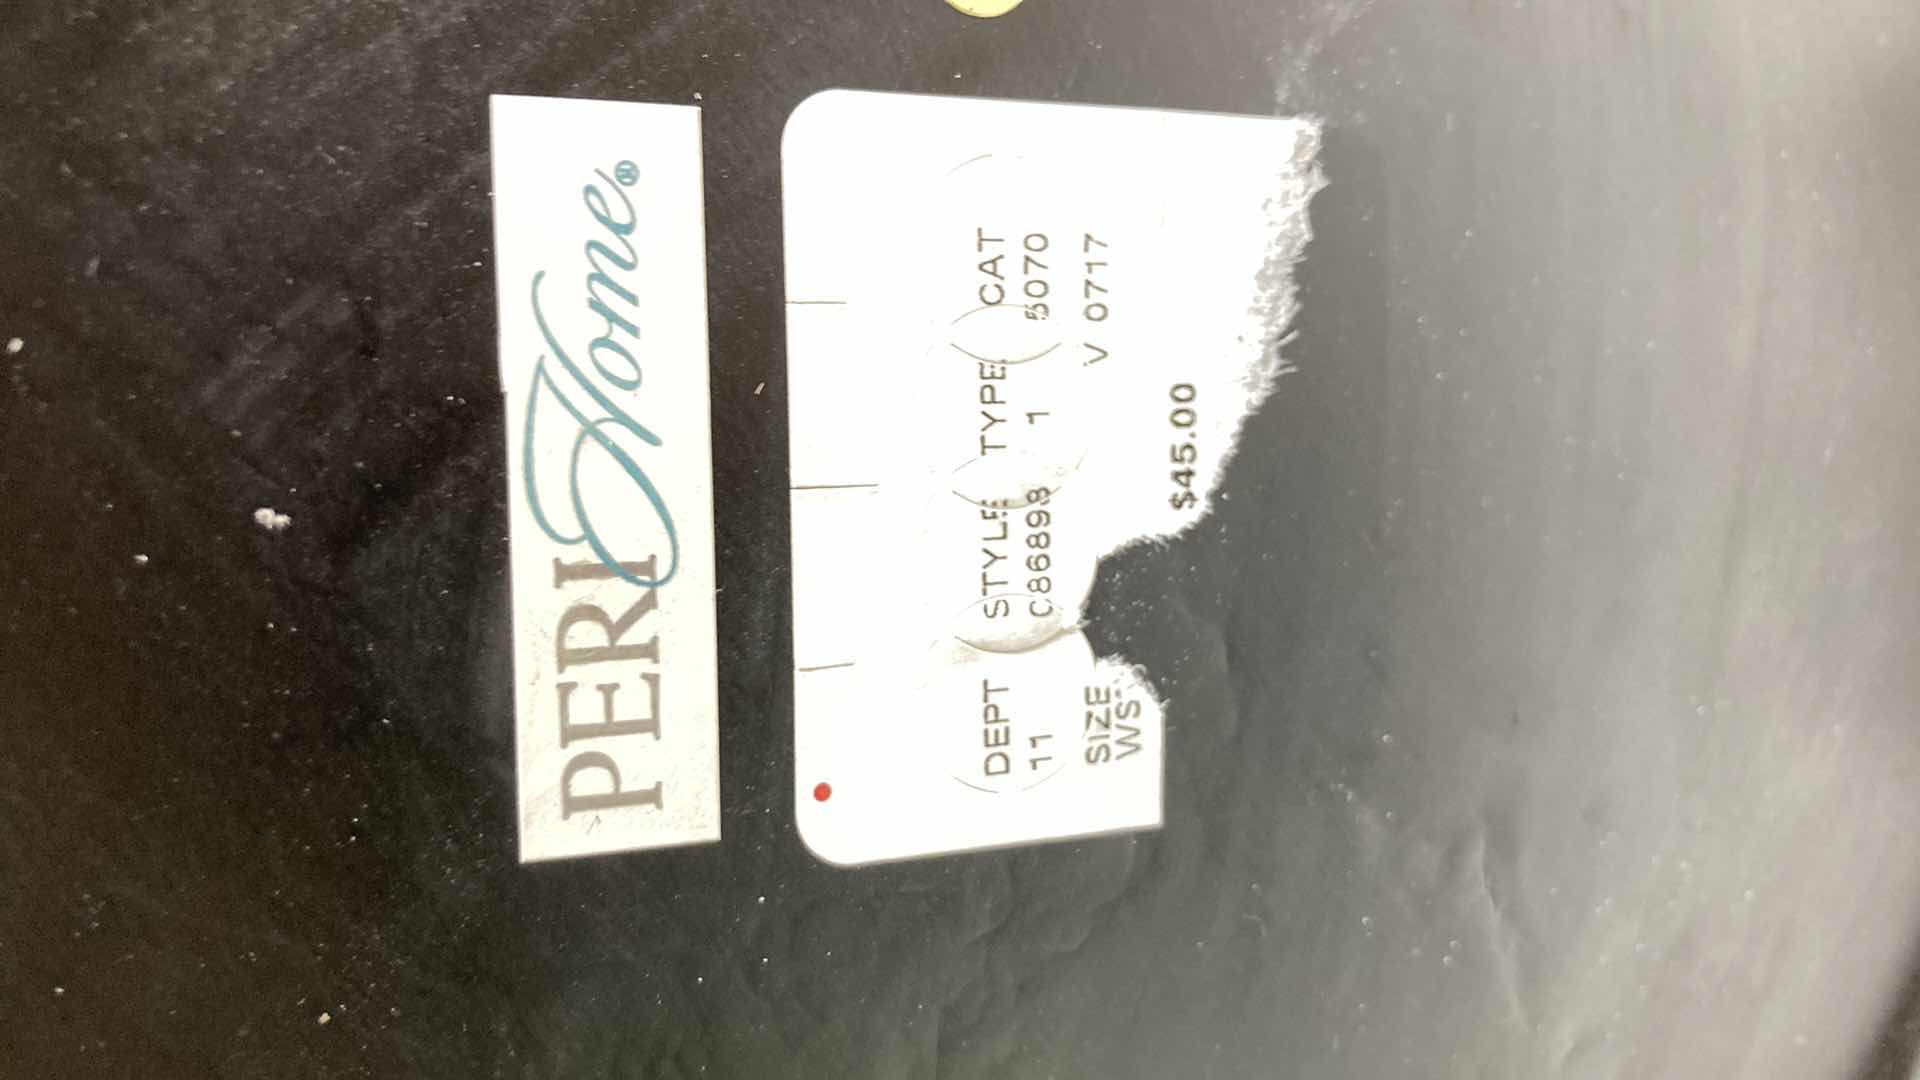 PERI Home®
DEPT STYLE TYPE CAT
11 C86898 1 5070
SIZE V 0717
WS
$45.00